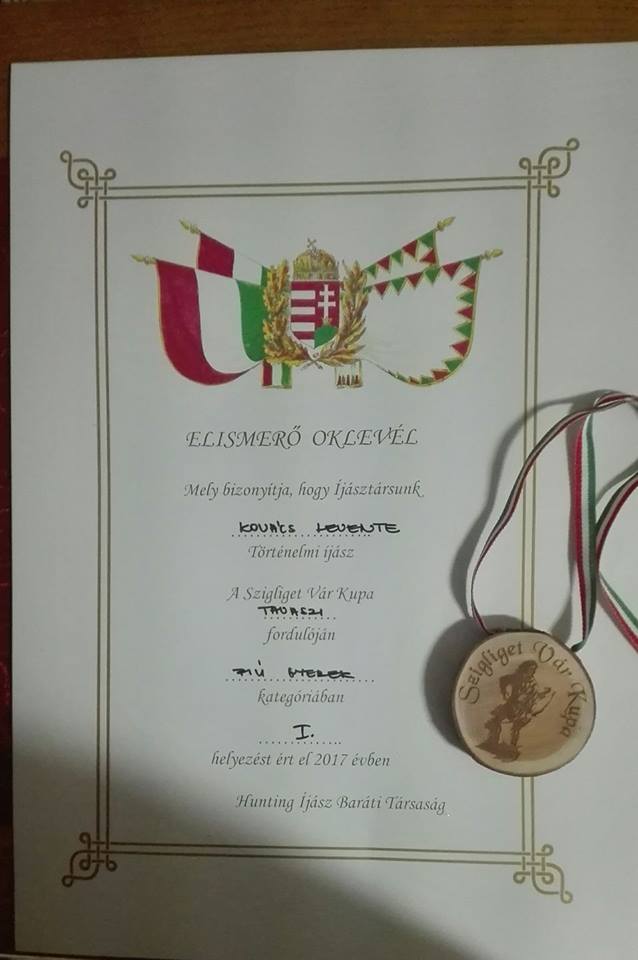 ELISMERŐ OKLEVÉL
Mely bizonyítja, hogy Íjásztársunk
KOVÁCS LEVENTE
Történelmi íjász
A Szigliget Vár Kupa
TAVASZI
fordulóján
FIÚ GYEREK
kategóriában
I.
helyezést ért el 2017 évben
Hunting Íjász Baráti Társaság
Szigliget Vár Kupa